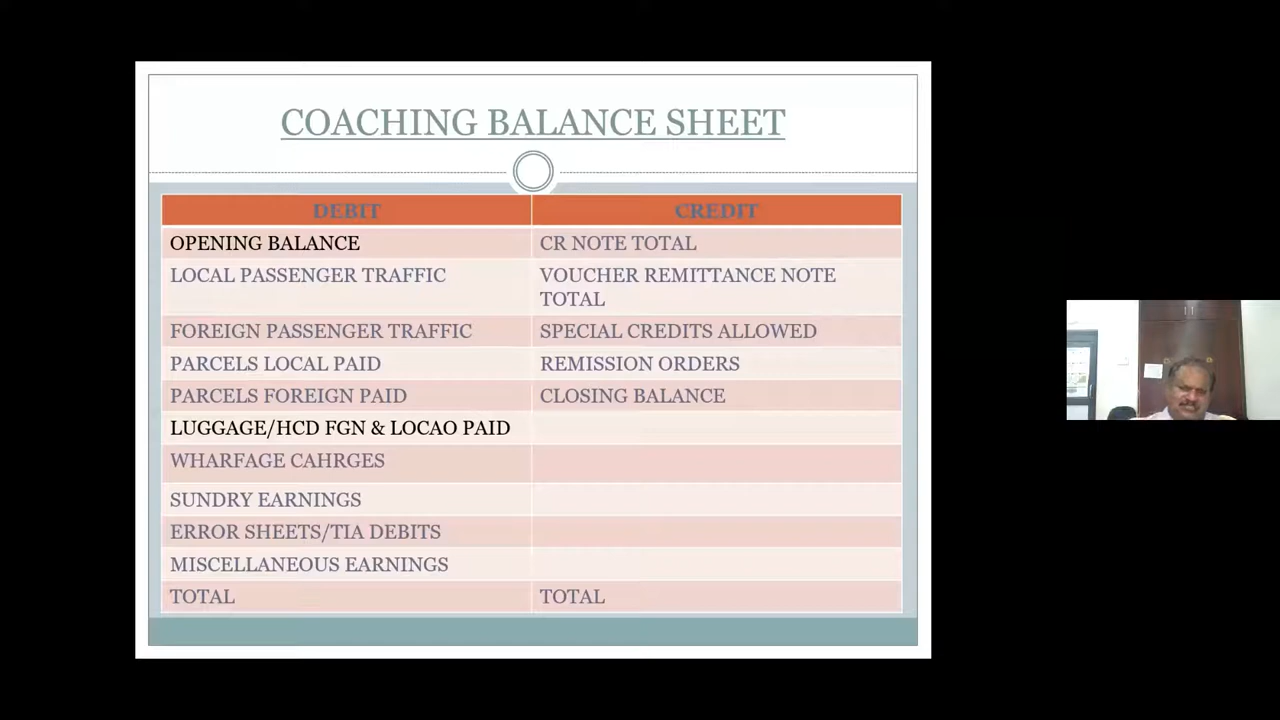 COACHING BALANCE SHEET
DEBIT CREDIT
OPENING BALANCE CR NOTE TOTAL
LOCAL PASSENGER TRAFFIC VOUCHER REMITTANCE NOTE
TOTAL
FOREIGN PASSENGER TRAFFIC SPECIAL CREDITS ALLOWED
PARCELS LOCAL PAID REMISSION ORDERS
PARCELS FOREIGN PAID CLOSING BALANCE
LUGGAGE/HCD FGN & LOCAO PAID
WHARFAGE CAHRGES
SUNDRY EARNINGS
ERROR SHEETS/TIA DEBITS
MISCELLANEOUS EARNINGS
TOTAL TOTAL